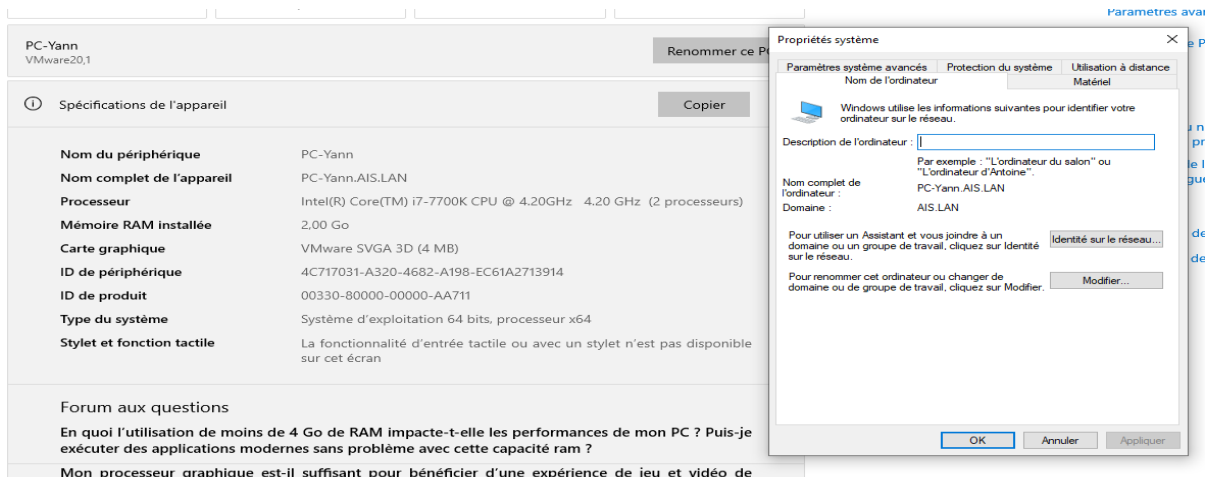 Paramètres
PC-Yann
VMware20,1
Renommer ce
Spécifications de l'appareil
Copier
Nom du périphérique PC-Yann
Nom complet de l'appareil PC-Yann.AIS.LAN
Processeur Intel(R) Core(TM) i7-7700K CPU @ 4.20GHz 4.20 GHz (2 processeurs)
Mémoire RAM installée 2,00 Go
Carte graphique VMware SVGA 3D (4 MB)
ID de périphérique 4C717031-A320-4682-A198-EC61A2713914
ID de produit 00330-80000-00000-AA711
Type du système Système d'exploitation 64 bits, processeur x64
Stylet et fonction tactile La fonctionnalité d'entrée tactile ou avec un stylet n'est pas disponible
sur cet écran
Forum aux questions
En quoi l'utilisation de moins de 4 Go de RAM impacte-t-elle les performances de mon PC ? Puis-je
exécuter des applications modernes sans problème avec cette capacité ram ?
Mon processeur graphique est-il suffisant pour bénéficier d'une expérience de jeu et vidéo de
Propriétés système
Paramètres système avancés Protection du système Utilisation à distance
Nom de l'ordinateur Matériel
Windows utilise les informations suivantes pour identifier votre
ordinateur sur le réseau.
Description de l'ordinateur :
Par exemple : "L'ordinateur du salon" ou
"L'ordinateur d'Antoine".
Nom complet de
l'ordinateur :
PC-Yann.AIS.LAN
Domaine : AIS.LAN
Pour utiliser un Assistant et vous joindre à un
domaine ou un groupe de travail, cliquez sur Identité
sur le réseau.
Identité sur le réseau...
Pour renommer cet ordinateur ou changer de
domaine ou de groupe de travail, cliquez sur Modifier.
Modifier...
OK Annuler Appliquer